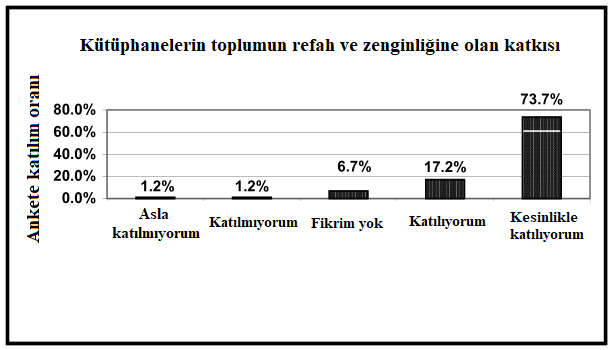 Kütüphanelerin toplumun refah ve zenginliğine olan katkısı
Ankete katılım oranı
80.0%
60.0%
40.0%
20.0%
0.0%
1.2%
1.2%
6.7%
17.2%
73.7%
Asla
katılmıyorum
Katılmıyorum
Fikrim yok
Katılıyorum
Kesinlikle
katılıyorum